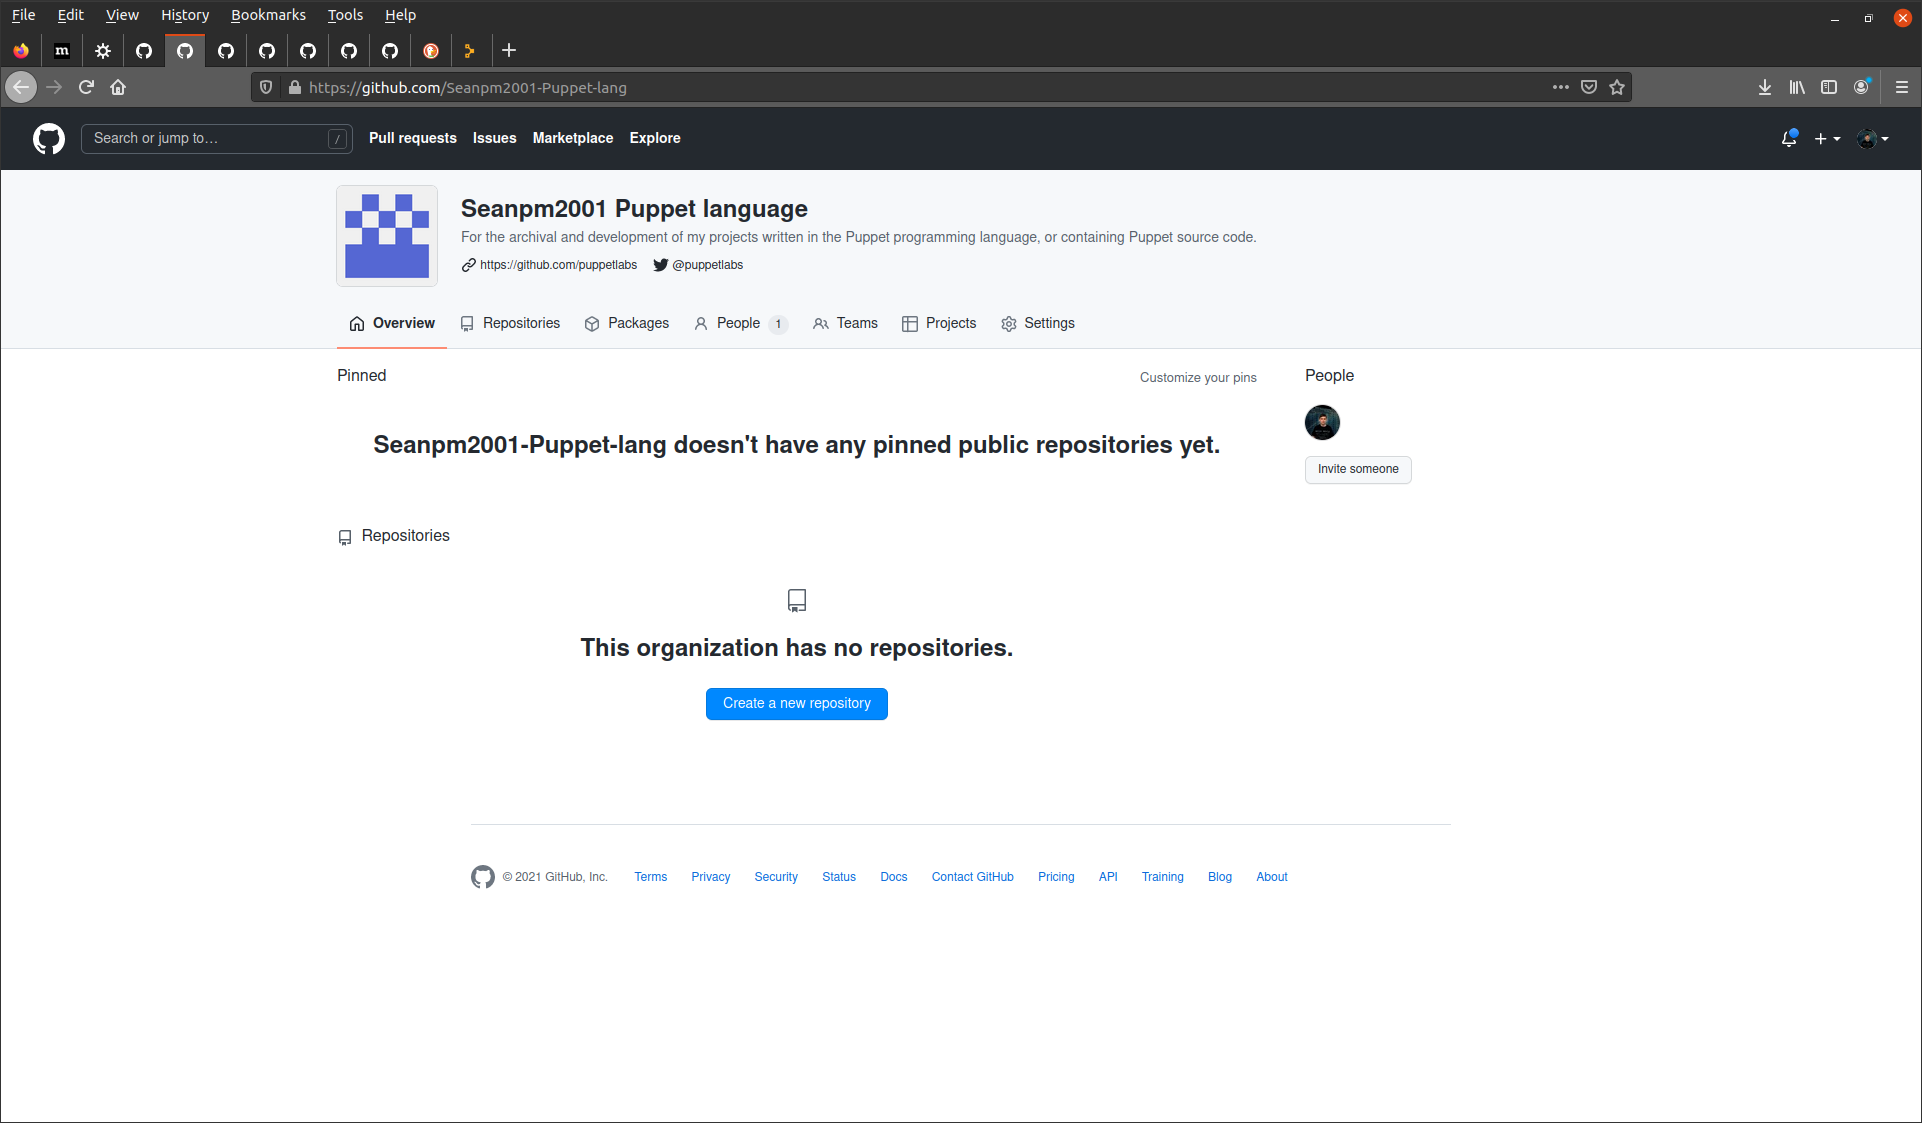 File Edit View History Bookmarks Tools Help
m
https://github.com/Seanpm2001-Puppet-lang
Search or jump to… / Pull requests Issues Marketplace Explore
Seanpm2001 Puppet language
For the archival and development of my projects written in the Puppet programming language, or containing Puppet source code.
https://github.com/puppetlabs @puppetlabs
Overview Repositories Packages People 1 Teams Projects Settings
Pinned Customize your pins People
Seanpm2001-Puppet-lang doesn't have any pinned public repositories yet.
Invite someone
Repositories
This organization has no repositories.
Create a new repository
© 2021 GitHub, Inc. Terms Privacy Security Status Docs Contact GitHub Pricing API Training Blog About